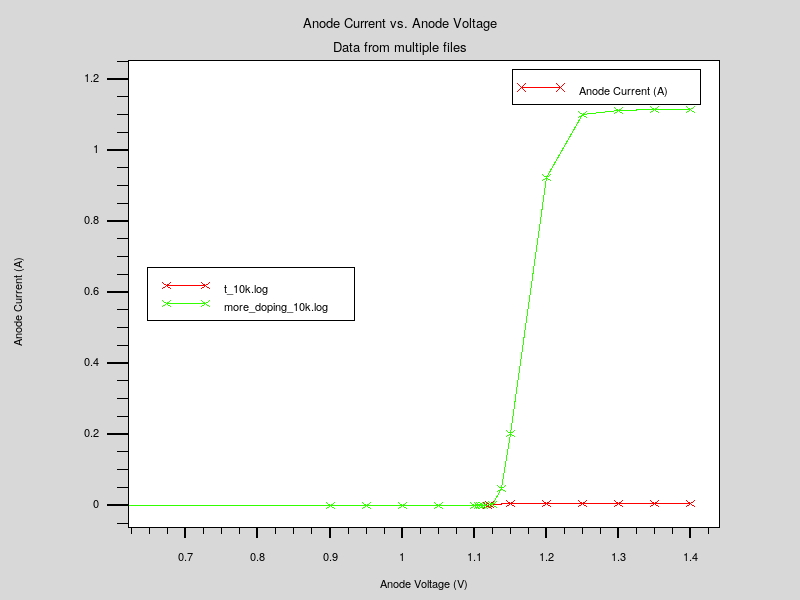 Anode Current vs. Anode Voltage
Data from multiple files
Anode Current (A)
t_10k.log
more_doping_10k.log
Anode Current (A)
1.2
1
0.8
0.6
0.4
0.2
0
0.7 0.8 0.9 1 1.1 1.2 1.3 1.4
Anode Voltage (V)